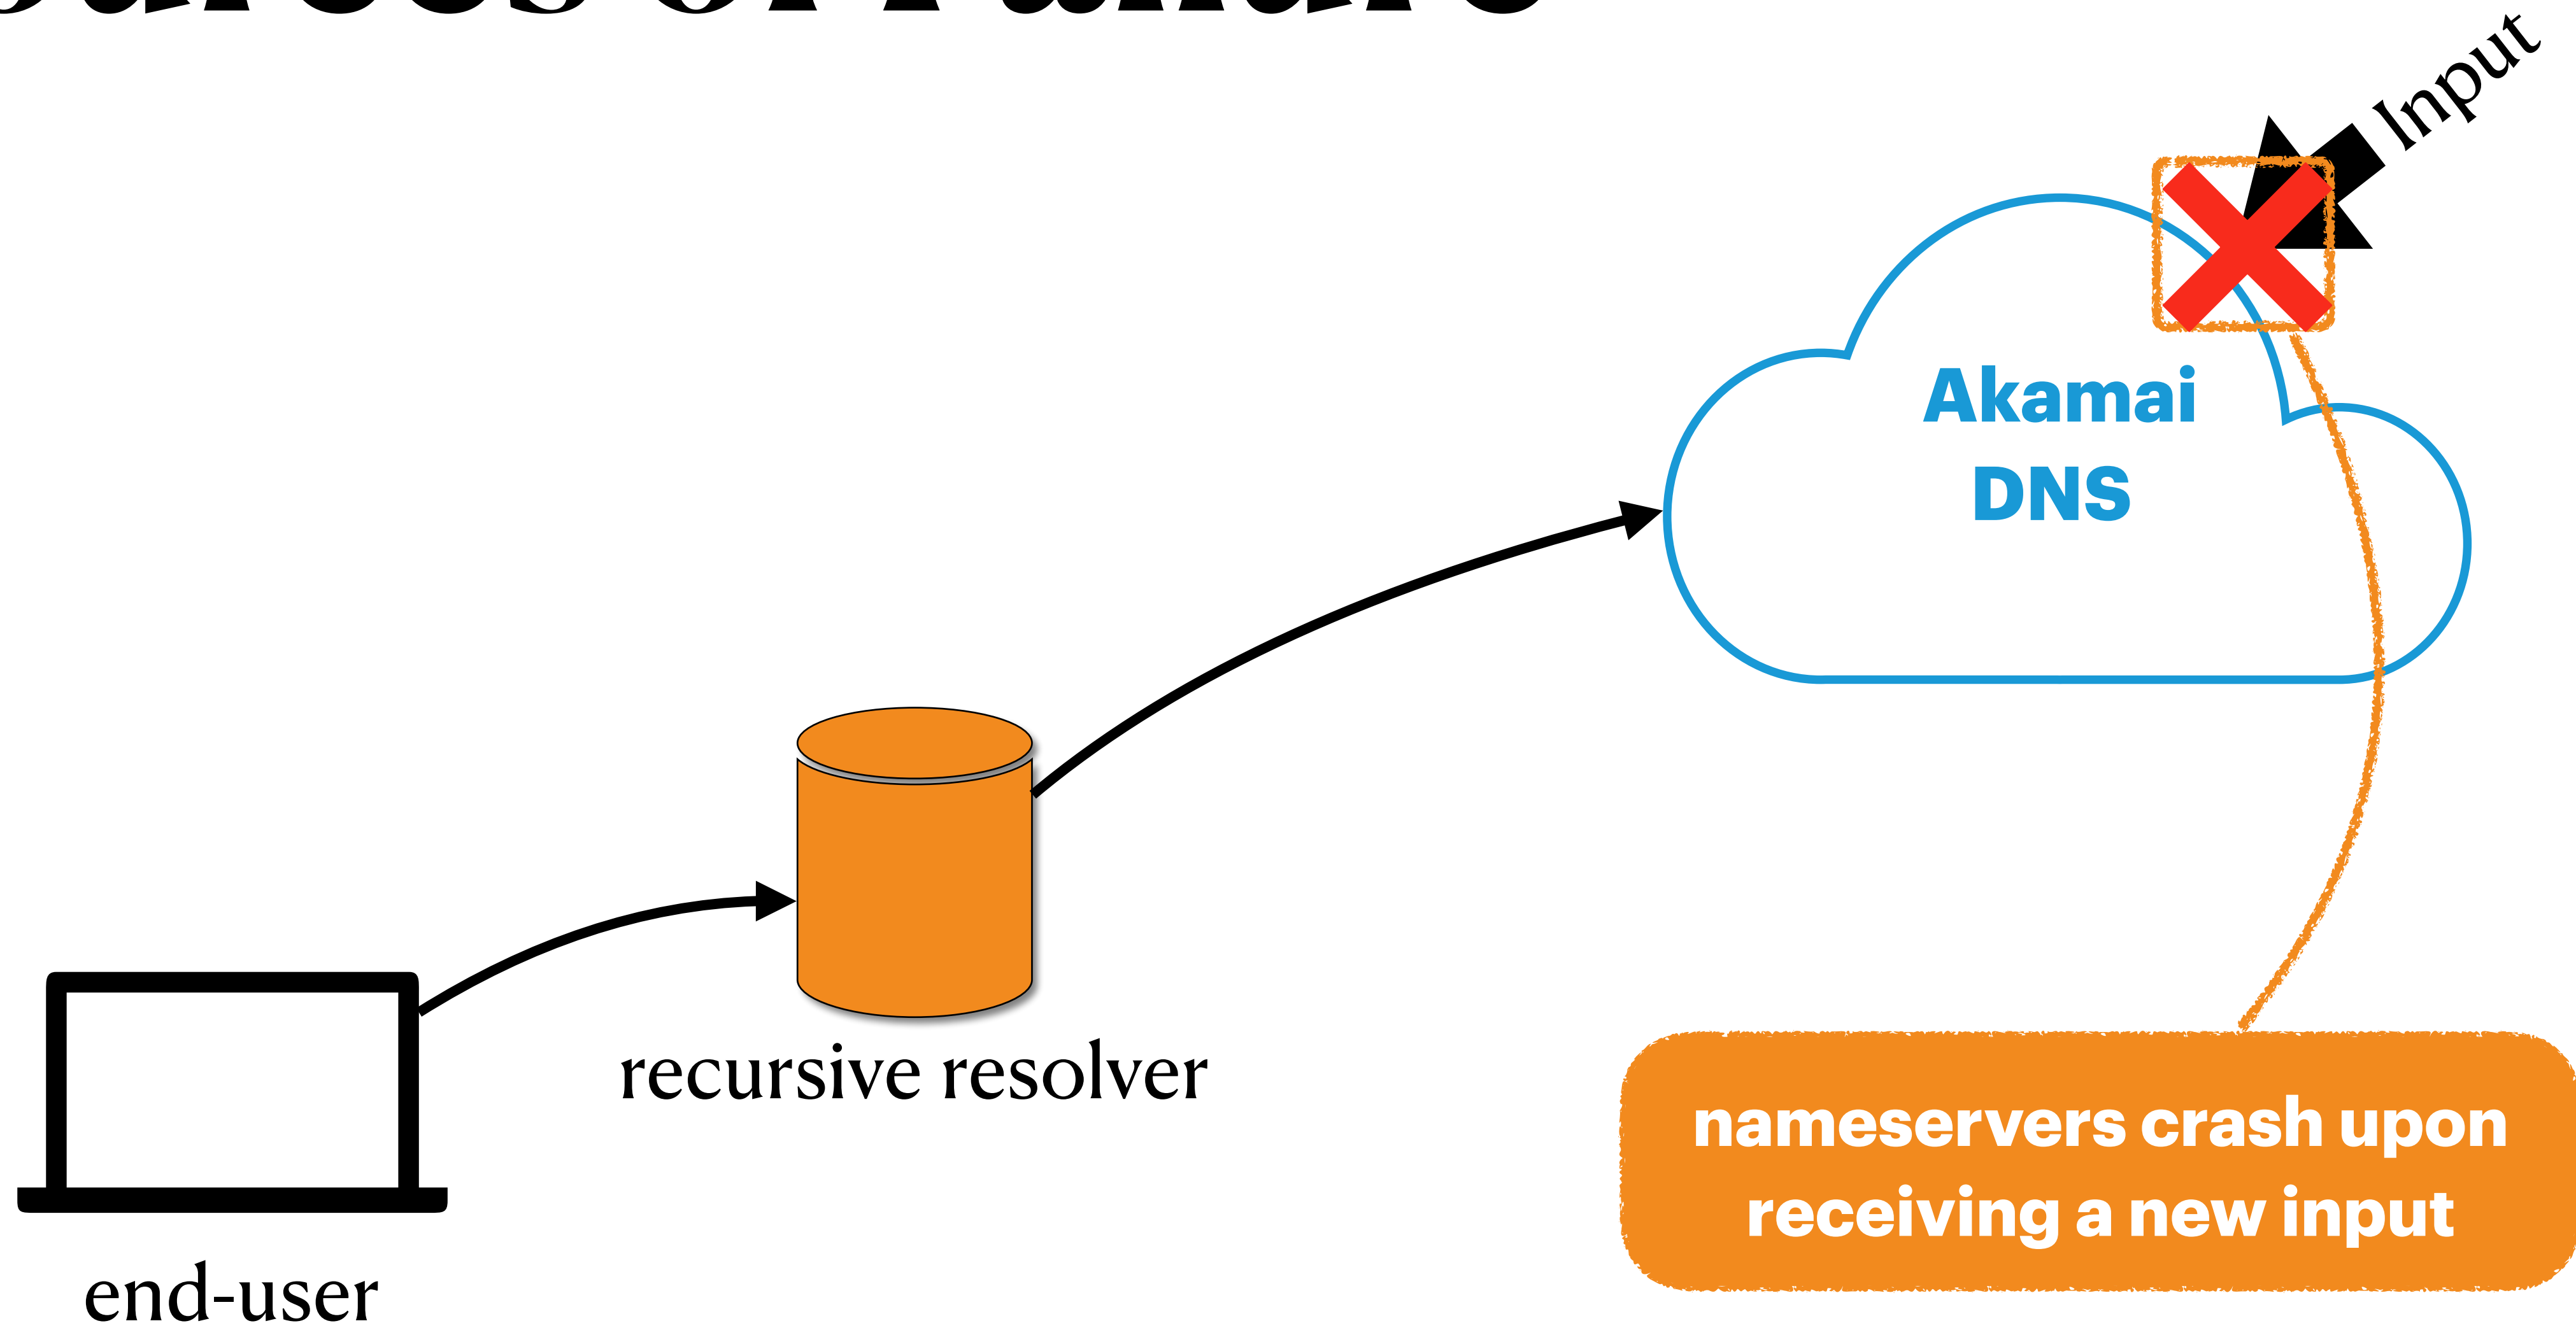 Input
Akamai
DNS
recursive resolver
nameservers crash upon
receiving a new input
end-user